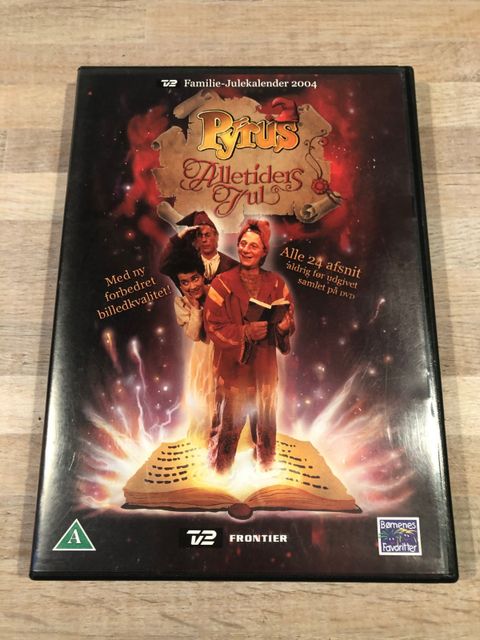 TV2 Familie-Julekalender 2004
Pyrus
Alletiders
Jul
Med ny
forbedret
billedkvalitet!
Alle 24 afsnit
aldrig før udgivet
samlet på DVD
A
TV2 FRONTIER
Børnenes
Favoritter